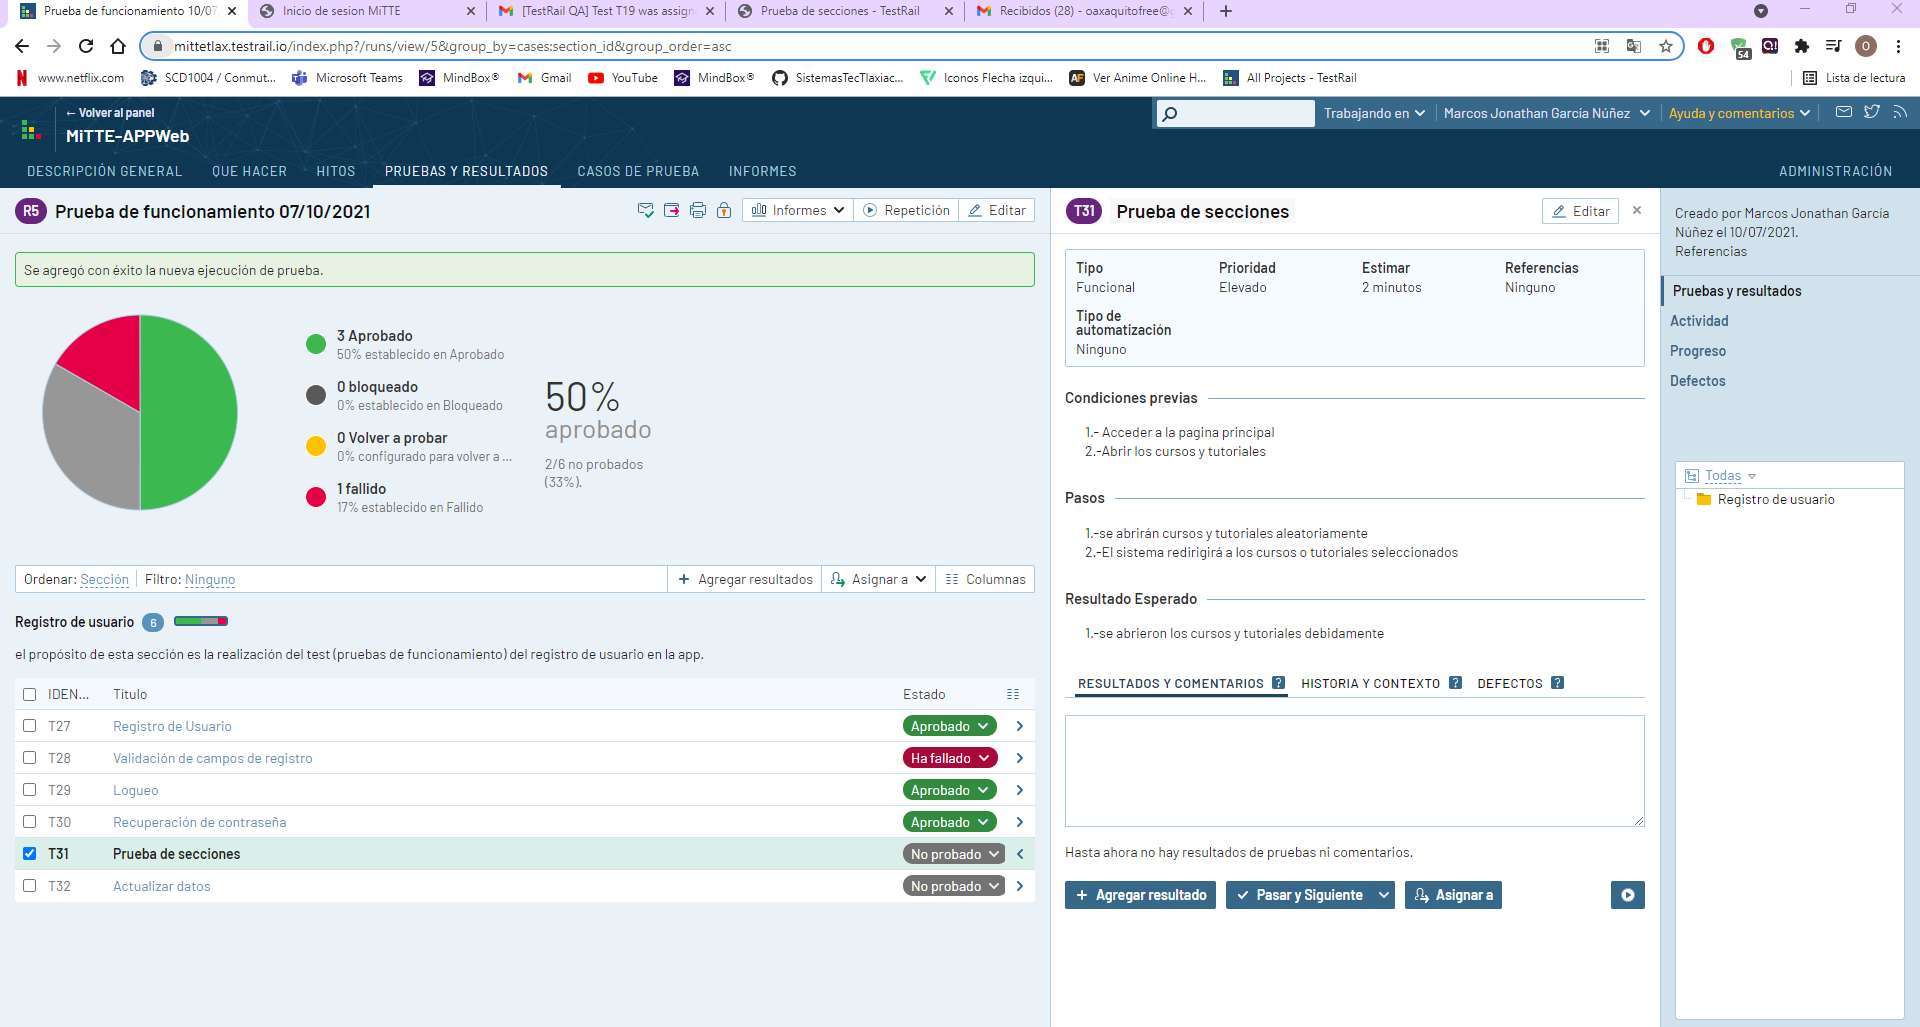 Prueba de funcionamiento 10/07
Inicio de sesion MiTTE
[TestRail QA] Test T19 was assign
Prueba de secciones - TestRail
Recibidos (28) - oaxaquitofree@g
mittetlax.testrail.io/index.php?/runs/view/5&group_by=cases:section_id&group_order=asc
54
O
www.netflix.com
SCD1004 / Conmut...
Microsoft Teams
MindBox®
Gmail
YouTube
MindBox®
SistemasTecTlaxiac...
Iconos Flecha izqui...
Ver Anime Online H...
All Projects - TestRail
Lista de lectura
← Volver al panel
MiTTE-APPWeb
Trabajando en
Marcos Jonathan García Núñez
Ayuda y comentarios
DESCRIPCIÓN GENERAL
QUE HACER
HITOS
PRUEBAS Y RESULTADOS
CASOS DE PRUEBA
INFORMES
ADMINISTRACIÓN
R5 Prueba de funcionamiento 07/10/2021
Informes
Repetición
Editar
Se agregó con éxito la nueva ejecución de prueba.
3 Aprobado
50% establecido en Aprobado
0 bloqueado
0% establecido en Bloqueado
0 Volver a probar
0% configurado para volver a ...
1 fallido
17% establecido en Fallido
50%
aprobado
2/6 no probados
(33%).
Ordenar: Sección
Filtro: Ninguno
+ Agregar resultados
Asignar a
Columnas
Registro de usuario 6
el propósito de esta sección es la realización del test (pruebas de funcionamiento) del registro de usuario en la app.
IDEN... Título Estado
T27 Registro de Usuario Aprobado
T28 Validación de campos de registro Ha fallado
T29 Logueo Aprobado
T30 Recuperación de contraseña Aprobado
T31 Prueba de secciones No probado
T32 Actualizar datos No probado
T31 Prueba de secciones
Editar
Tipo
Funcional
Prioridad
Elevado
Estimar
2 minutos
Referencias
Ninguno
Tipo de
automatización
Ninguno
Condiciones previas
1.- Acceder a la pagina principal
2.-Abrir los cursos y tutoriales
Pasos
1.-se abrirán cursos y tutoriales aleatoriamente
2.-El sistema redirigirá a los cursos o tutoriales seleccionados
Resultado Esperado
1.-se abrieron los cursos y tutoriales debidamente
RESULTADOS Y COMENTARIOS ?
HISTORIA Y CONTEXTO ?
DEFECTOS ?
Hasta ahora no hay resultados de pruebas ni comentarios.
+ Agregar resultado
Pasar y Siguiente
Asignar a
Creado por Marcos Jonathan García
Núñez el 10/07/2021.
Referencias
Pruebas y resultados
Actividad
Progreso
Defectos
Todas
Registro de usuario